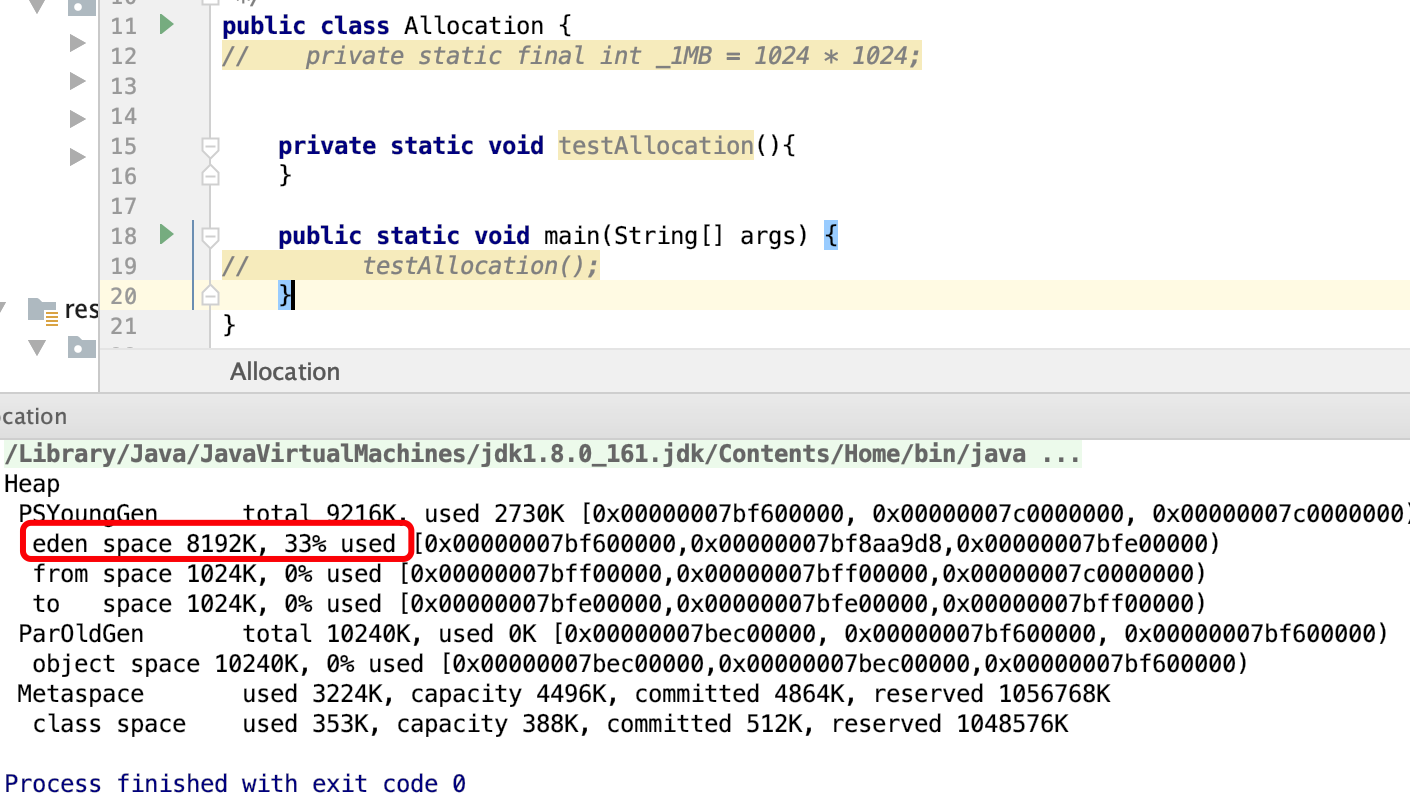 11 public class Allocation {
12 //    private static final int _1MB = 1024 * 1024;
13
14
15     private static void testAllocation(){
16     }
17
18     public static void main(String[] args) {
19 //        testAllocation();
20     }
res
21 }
Allocation
cation
/Library/Java/JavaVirtualMachines/jdk1.8.0_161.jdk/Contents/Home/bin/java ...
Heap
 PSYoungGen      total 9216K, used 2730K [0x00000007bf600000, 0x00000007c0000000, 0x00000007c0000000)
  eden space 8192K, 33% used [0x00000007bf600000,0x00000007bf8aa9d8,0x00000007bfe00000)
  from space 1024K, 0% used [0x00000007bff00000,0x00000007bff00000,0x00000007c0000000)
  to   space 1024K, 0% used [0x00000007bfe00000,0x00000007bfe00000,0x00000007bff00000)
 ParOldGen       total 10240K, used 0K [0x00000007bec00000, 0x00000007bf600000, 0x00000007bf600000)
  object space 10240K, 0% used [0x00000007bec00000,0x00000007bec00000,0x00000007bf600000)
 Metaspace       used 3224K, capacity 4496K, committed 4864K, reserved 1056768K
  class space    used 353K, capacity 388K, committed 512K, reserved 1048576K

Process finished with exit code 0